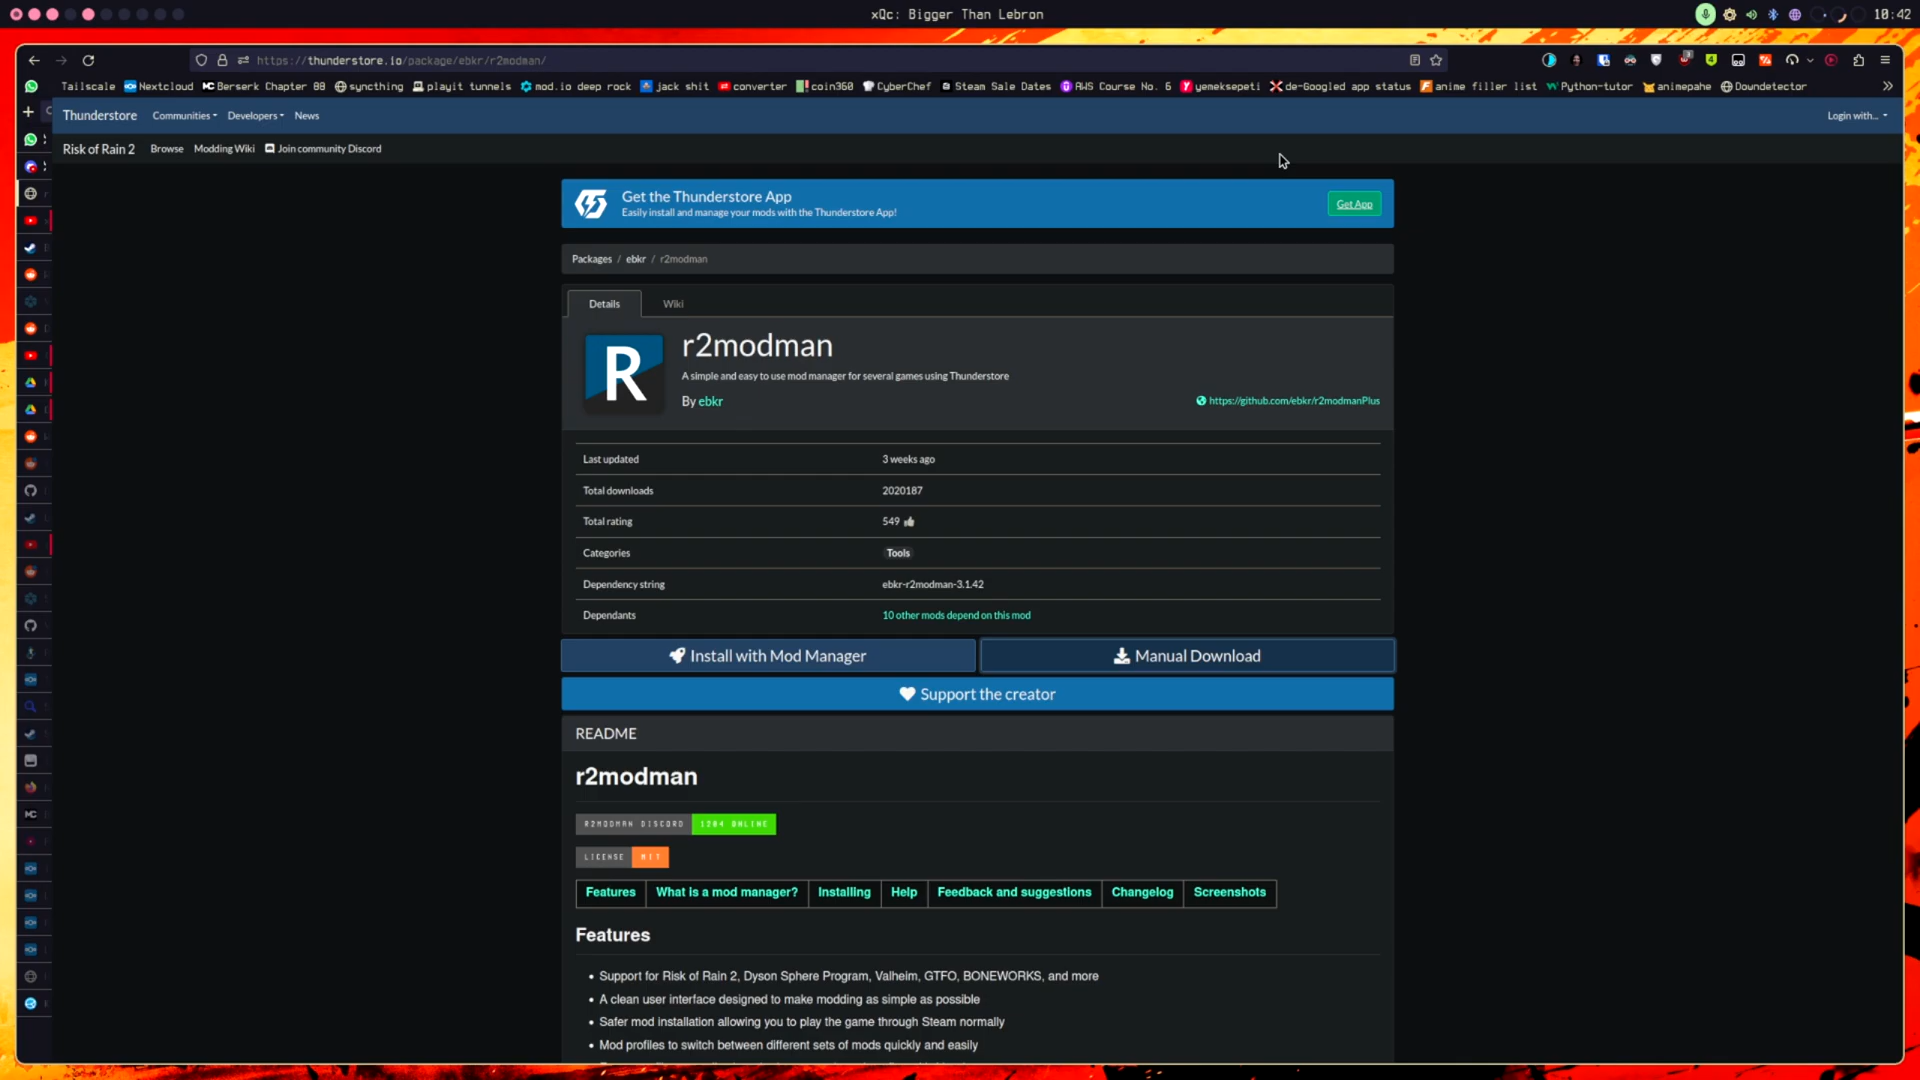 xQc: Bigger Than Lebron
10:42
https://thunderstore.io/package/ebkr/r2modman/
Tailscale Nextcloud Berserk Chapter 80 syncthing playit tunnels mod.io deep rock jack shit converter coin360 CyberChef Steam Sale Dates AWS Course No. 6 yemeksepeti de-Googled app status anime filler list Python-tutor animepahe Downdetector
Thunderstore Communities Developers News Login with...
Risk of Rain 2 Browse Modding Wiki Join community Discord
Get the Thunderstore App
Easily install and manage your mods with the Thunderstore App!
Get App
Packages / ebkr / r2modman
Details Wiki
R
r2modman
A simple and easy to use mod manager for several games using Thunderstore
By ebkr
https://github.com/ebkr/r2modmanPlus
Last updated 3 weeks ago
Total downloads 2020187
Total rating 549
Categories Tools
Dependency string ebkr-r2modman-3.1.42
Dependants 10 other mods depend on this mod
Install with Mod Manager Manual Download
Support the creator
README
r2modman
R2MODMAN DISCORD 1204 ONLINE
LICENSE MIT
Features What is a mod manager? Installing Help Feedback and suggestions Changelog Screenshots
Features
• Support for Risk of Rain 2, Dyson Sphere Program, Valheim, GTFO, BONEWORKS, and more
• A clean user interface designed to make modding as simple as possible
• Safer mod installation allowing you to play the game through Steam normally
• Mod profiles to switch between different sets of mods quickly and easily